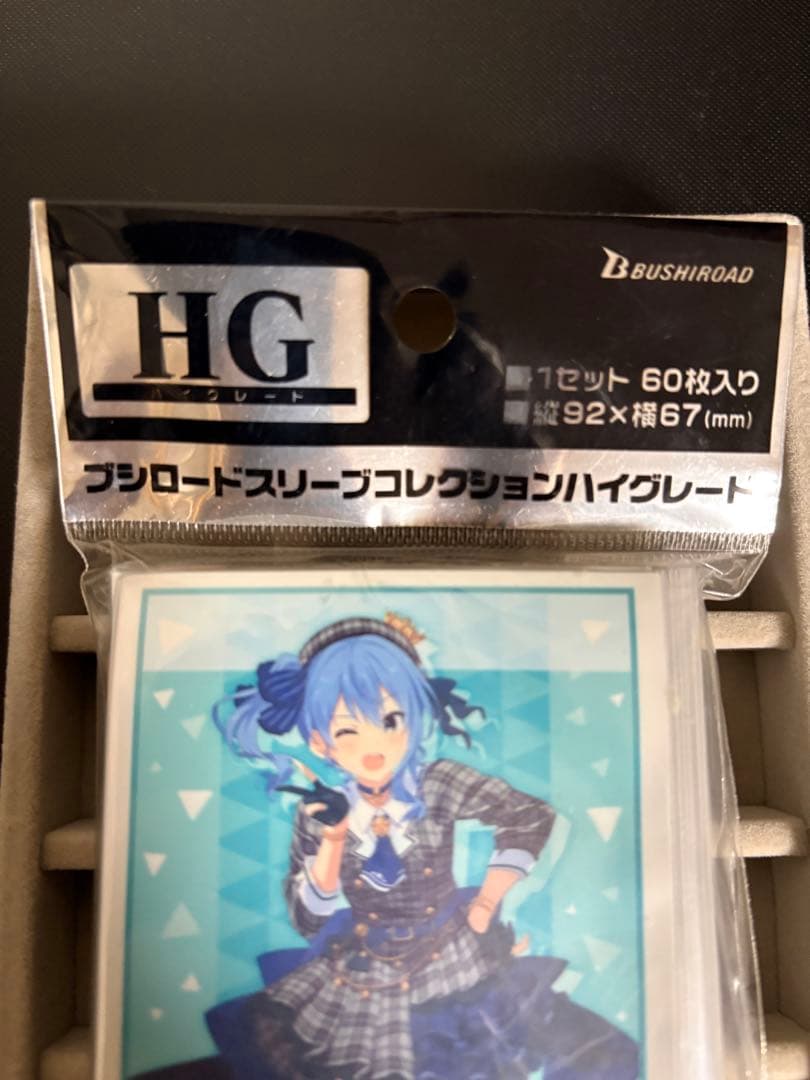 BUSHIROAD
HG
ハイグレード
1セット 60枚入り
縦92×横67(mm)
ブシロードスリーブコレクションハイグレード